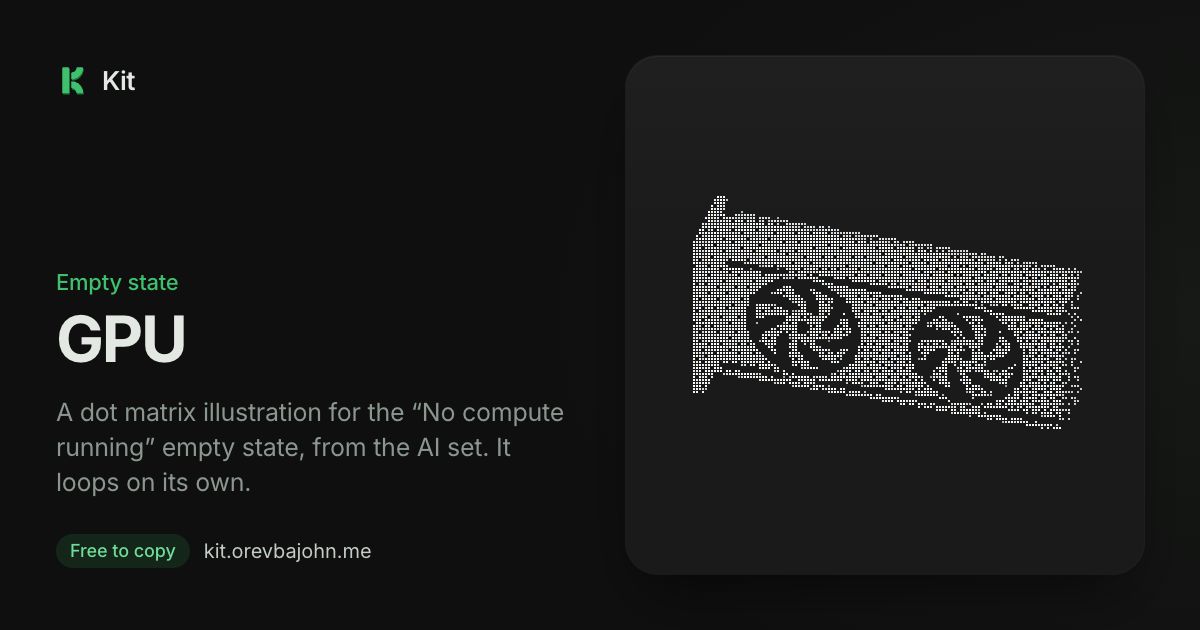 Kit
Empty state
GPU
A dot matrix illustration for the “No compute
running” empty state, from the AI set. It
loops on its own.
Free to copy
kit.orevbajohn.me